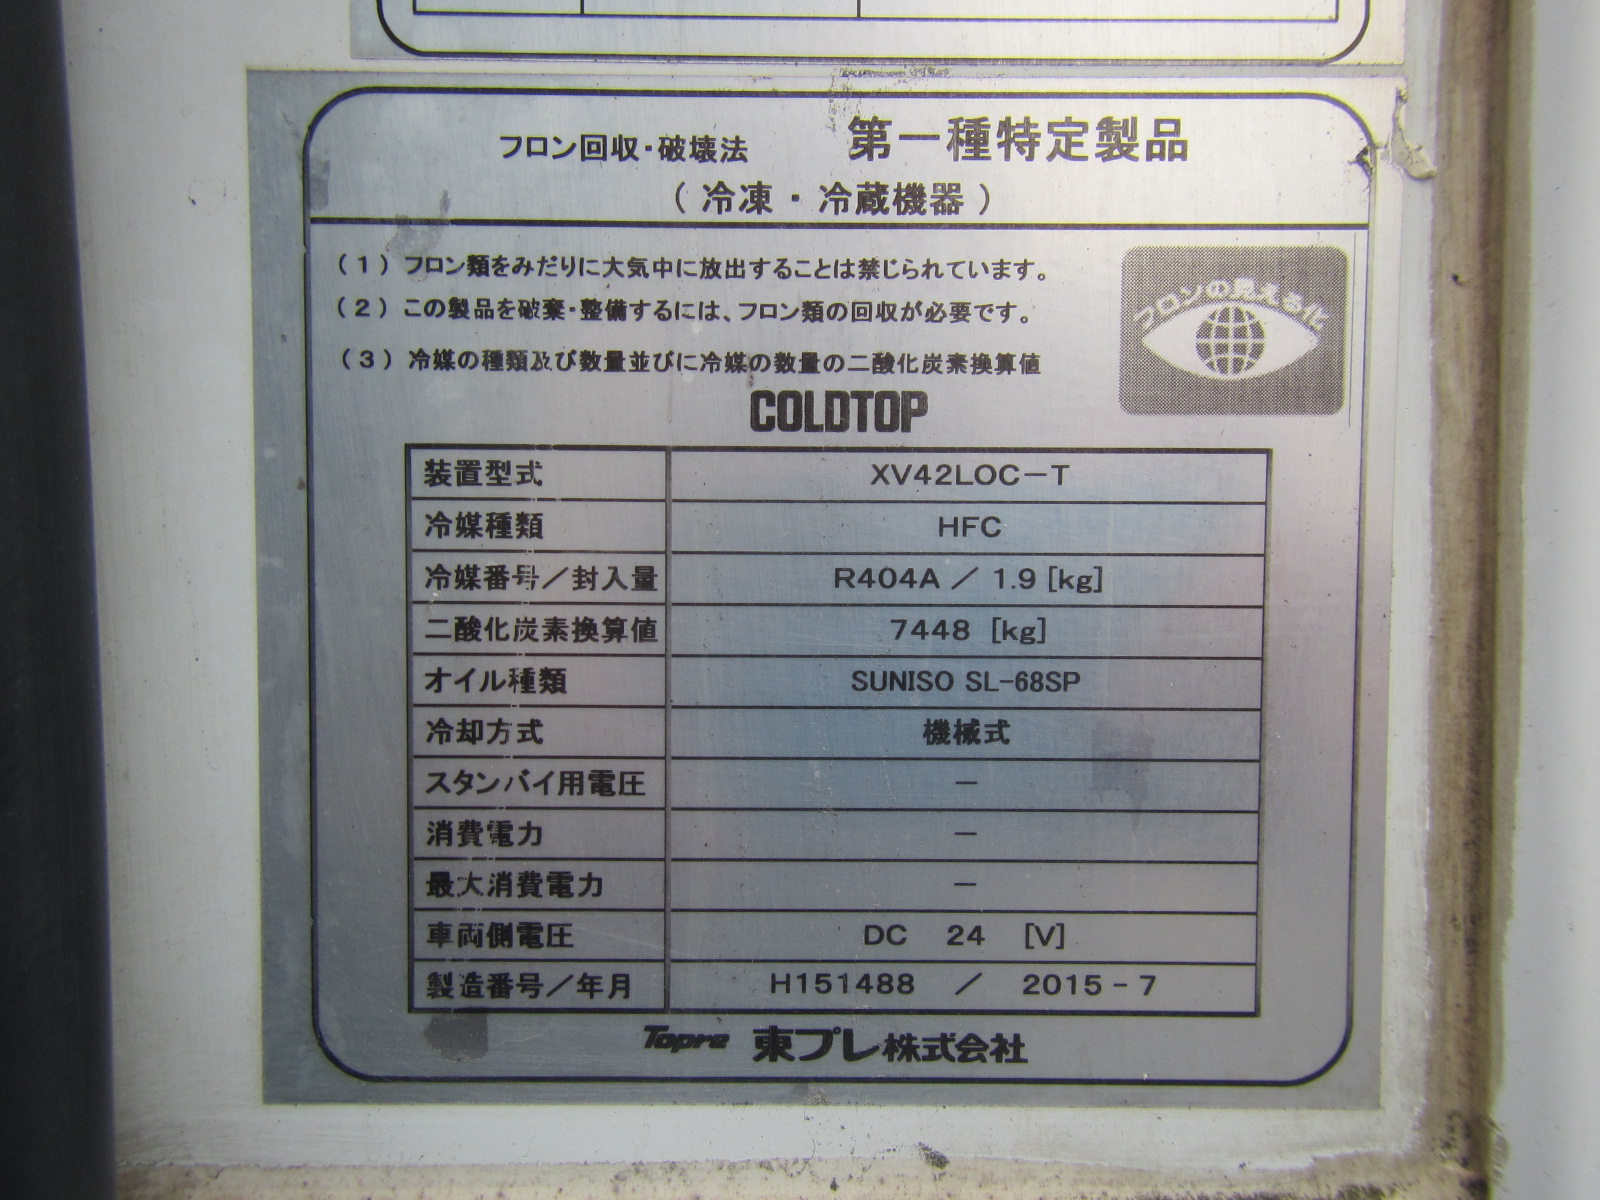 フロン回収・破壊法 第一種特定製品
（冷凍・冷蔵機器）
（1）フロン類をみだりに大気中に放出することは禁じられています。
（2）この製品を破棄・整備するには、フロン類の回収が必要です。
（3）冷媒の種類及び数量並びに冷媒の数量の二酸化炭素換算値
フロンの見える化
COLDTOP
装置型式 XV42LOC−T
冷媒種類 HFC
冷媒番号／封入量 R404A ／ 1.9 [kg]
二酸化炭素換算値 7448 [kg]
オイル種類 SUNISO SL-68SP
冷却方式 機械式
スタンバイ用電圧 −
消費電力 −
最大消費電力 −
車両側電圧 DC 24 [V]
製造番号／年月 H151488 ／ 2015-7
Topre 東プレ株式会社